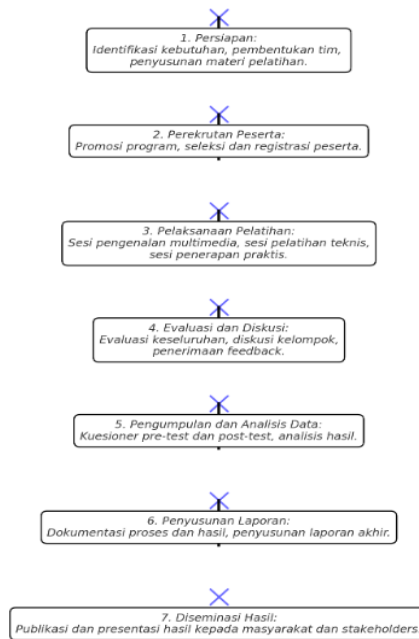 1. Persiapan:
Identifikasi kebutuhan, pembentukan tim,
penyusunan materi pelatihan.
2. Perekrutan Peserta:
Promosi program, seleksi dan registrasi peserta.
3. Pelaksanaan Pelatihan:
Sesi pengenalan multimedia, sesi pelatihan teknis,
sesi penerapan praktis.
4. Evaluasi dan Diskusi:
Evaluasi keseluruhan, diskusi kelompok,
penerimaan feedback.
5. Pengumpulan dan Analisis Data:
Kuesioner pre-test dan post-test, analisis hasil.
6. Penyusunan Laporan:
Dokumentasi proses dan hasil, penyusunan laporan akhir.
7. Diseminasi Hasil:
Publikasi dan presentasi hasil kepada masyarakat dan stakeholders